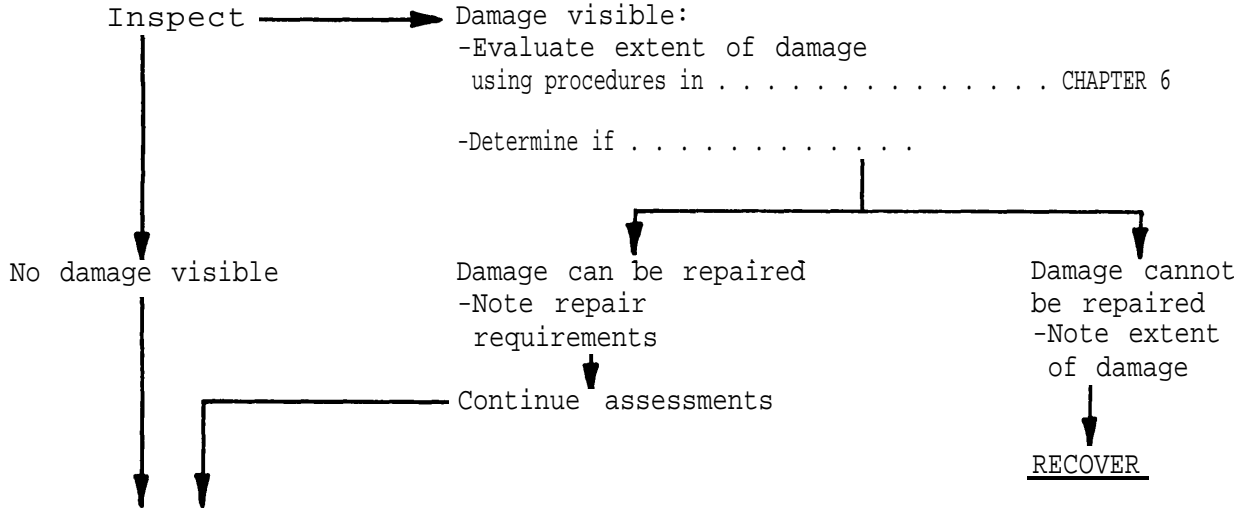 Inspect
Damage visible:
-Evaluate extent of damage
using procedures in . . . . . . . . . . . . . . CHAPTER 6
-Determine if . . . . . . . . . . . .
No damage visible
Damage can be repaired
-Note repair
requirements
Continue assessments
Damage cannot
be repaired
-Note extent
of damage
RECOVER